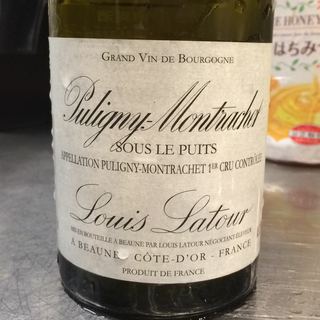 GRAND VIN DE BOURGOGNE
Puligny-Montrachet
SOUS LE PUITS
APPELLATION PULIGNY-MONTRACHET 1ER CRU CONTRÔLÉE
Louis Latour
MIS EN BOUTEILLE A BEAUNE PAR LOUIS LATOUR NÉGOCIANT-ÉLEVEUR
A BEAUNE - CÔTE-D'OR - FRANCE
PRODUIT DE FRANCE
E HONEY
はちみつ